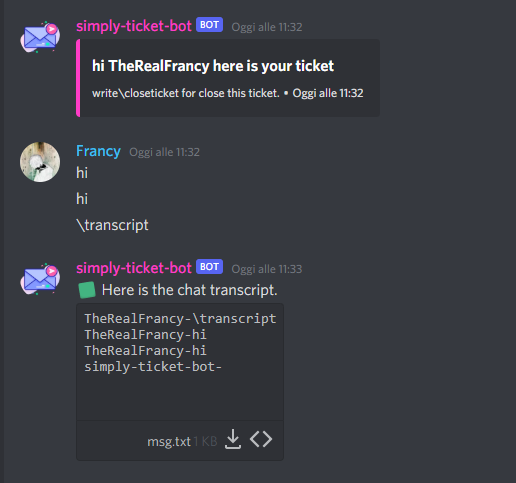 simply-ticket-bot BOT Oggi alle 11:32
hi TheRealFrancy here is your ticket
write\closeticket for close this ticket. • Oggi alle 11:32
Francy Oggi alle 11:32
hi
hi
\transcript
simply-ticket-bot BOT Oggi alle 11:33
Here is the chat transcript.
TheRealFrancy-\transcript
TheRealFrancy-hi
TheRealFrancy-hi
simply-ticket-bot-
msg.txt 1 KB